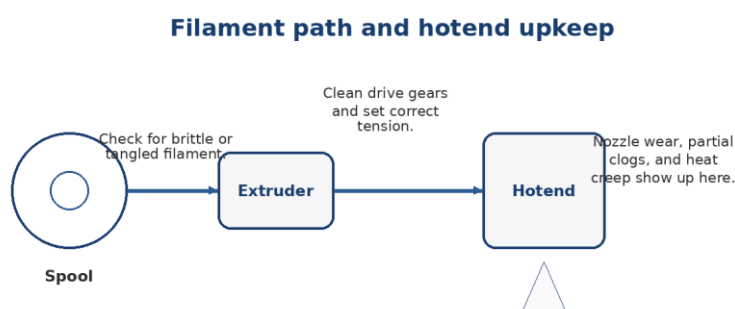 Filament path and hotend upkeep
Clean drive gears
and set correct
tension.
Check for brittle or
tangled filament.
Nozzle wear, partial
clogs, and heat
creep show up here.
Extruder
Hotend
Spool